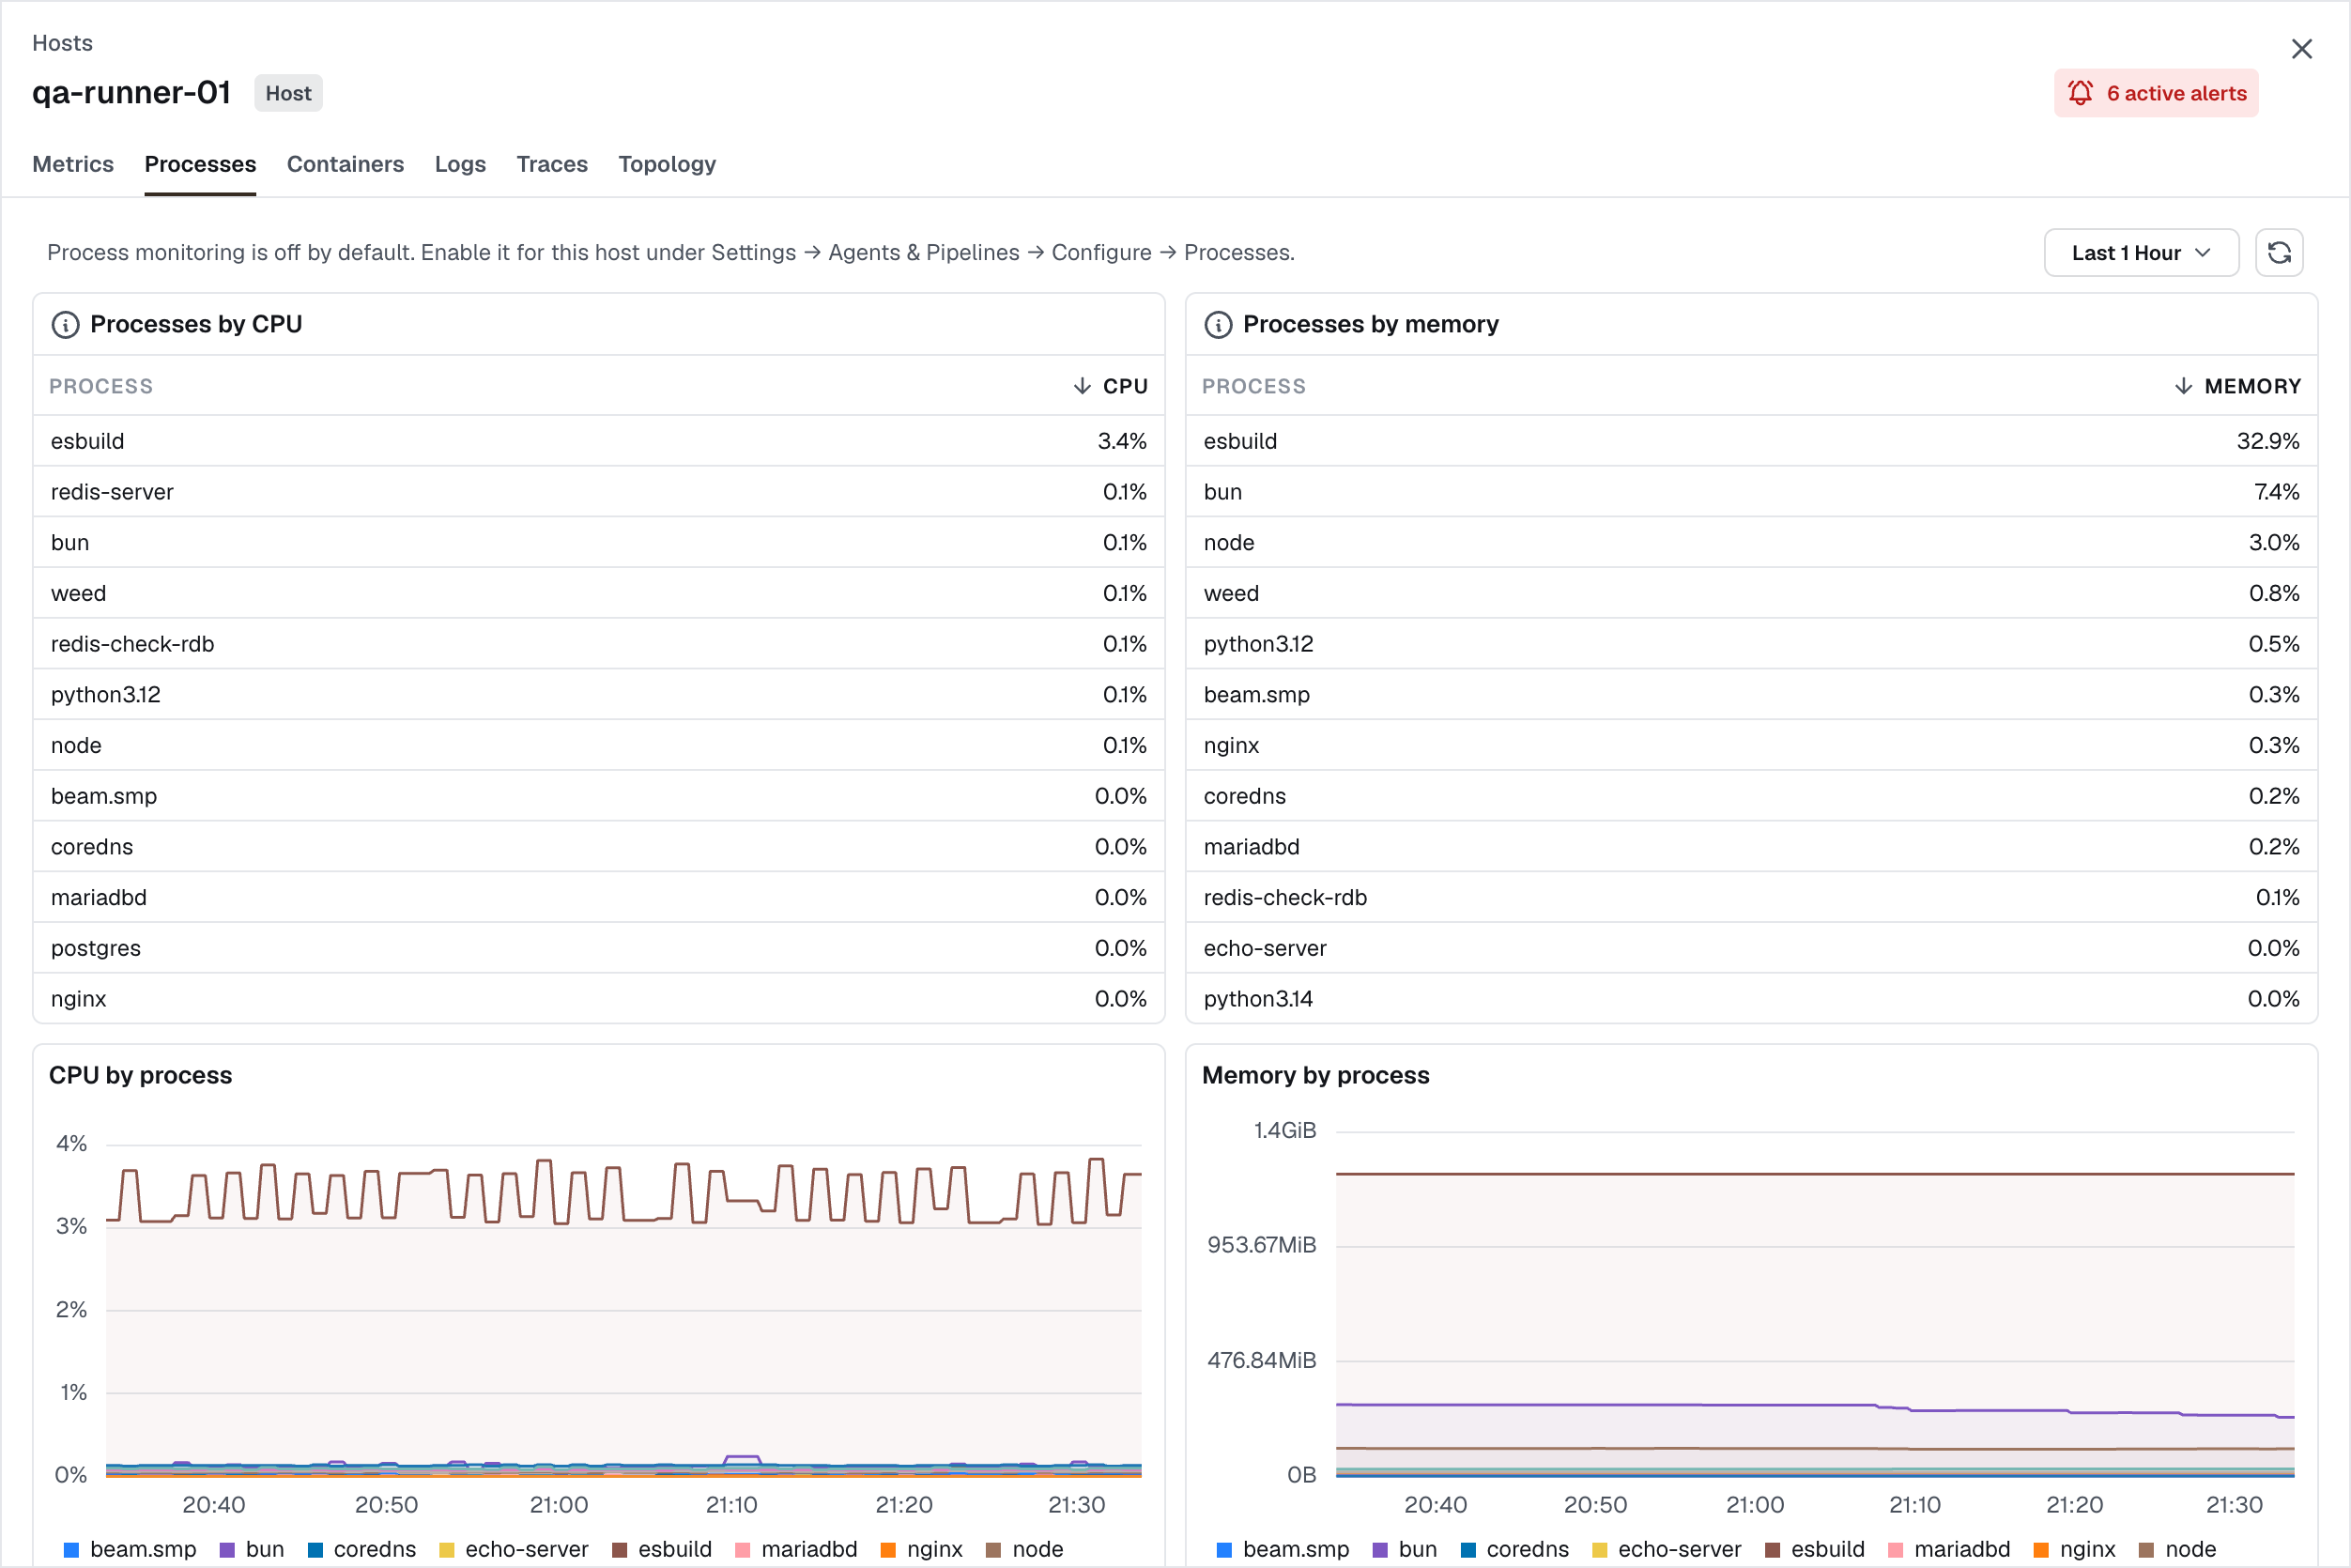 Hosts
qa-runner-01 Host
6 active alerts
Metrics Processes Containers Logs Traces Topology
Process monitoring is off by default. Enable it for this host under Settings → Agents & Pipelines → Configure → Processes.
Last 1 Hour
Processes by CPU
PROCESS ↓ CPU
esbuild 3.4%
redis-server 0.1%
bun 0.1%
weed 0.1%
redis-check-rdb 0.1%
python3.12 0.1%
node 0.1%
beam.smp 0.0%
coredns 0.0%
mariadbd 0.0%
postgres 0.0%
nginx 0.0%
Processes by memory
PROCESS ↓ MEMORY
esbuild 32.9%
bun 7.4%
node 3.0%
weed 0.8%
python3.12 0.5%
beam.smp 0.3%
nginx 0.3%
coredns 0.2%
mariadbd 0.2%
redis-check-rdb 0.1%
echo-server 0.0%
python3.14 0.0%
CPU by process
4%
3%
2%
1%
0%
20:40 20:50 21:00 21:10 21:20 21:30
beam.smp bun coredns echo-server esbuild mariadbd nginx node
Memory by process
1.4GiB
953.67MiB
476.84MiB
0B
20:40 20:50 21:00 21:10 21:20 21:30
beam.smp bun coredns echo-server esbuild mariadbd nginx node